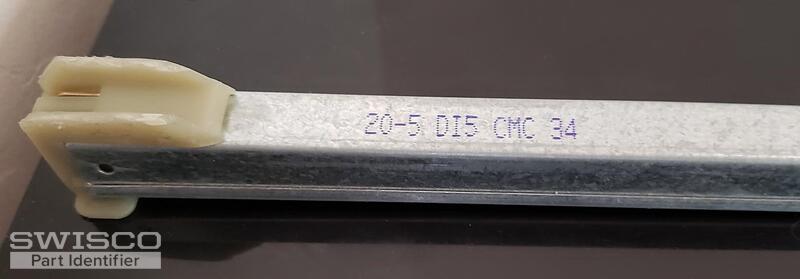 20-5 DI5 CMC 34
SWISCO
Part Identifier